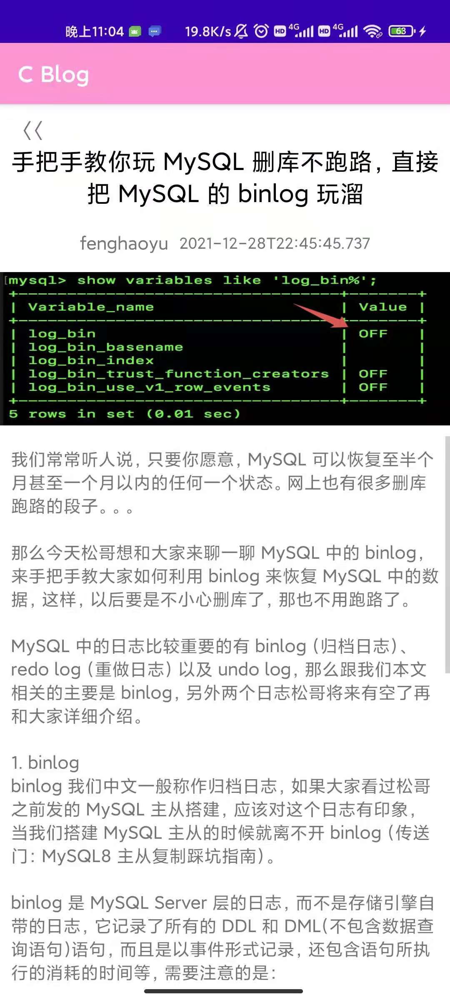 晚上11:04 19.8K/s HD 4G HD 4G 63
C Blog
手把手教你玩 MySQL 删库不跑路，直接
把 MySQL 的 binlog 玩溜
fenghaoyu 2021-12-28T22:45:45.737
[mysql> show variables like 'log_bin%';
+----------------------------------+-------+
| Variable_name | Value |
+----------------------------------+-------+
| log_bin | OFF |
| log_bin_basename | |
| log_bin_index | |
| log_bin_trust_function_creators | OFF |
| log_bin_use_v1_row_events | OFF |
+----------------------------------+-------+
5 rows in set (0.01 sec)
我们常常听人说，只要你愿意，MySQL 可以恢复至半个
月甚至一个月以内的任何一个状态。网上也有很多删库
跑路的段子。。。
那么今天松哥想和大家来聊一聊 MySQL 中的 binlog，
来手把手教大家如何利用 binlog 来恢复 MySQL 中的数
据，这样，以后要是不小心删库了，那也不用跑路了。
MySQL 中的日志比较重要的有 binlog（归档日志）、
redo log（重做日志）以及 undo log，那么跟我们本文
相关的主要是 binlog，另外两个日志松哥将来有空了再
和大家详细介绍。
1. binlog
binlog 我们中文一般称作归档日志，如果大家看过松哥
之前发的 MySQL 主从搭建，应该对这个日志有印象，
当我们搭建 MySQL 主从的时候就离不开 binlog（传送
门：MySQL8 主从复制踩坑指南）。
binlog 是 MySQL Server 层的日志，而不是存储引擎自
带的日志，它记录了所有的 DDL 和 DML(不包含数据查
询语句)语句，而且是以事件形式记录，还包含语句所执
行的消耗的时间等，需要注意的是：